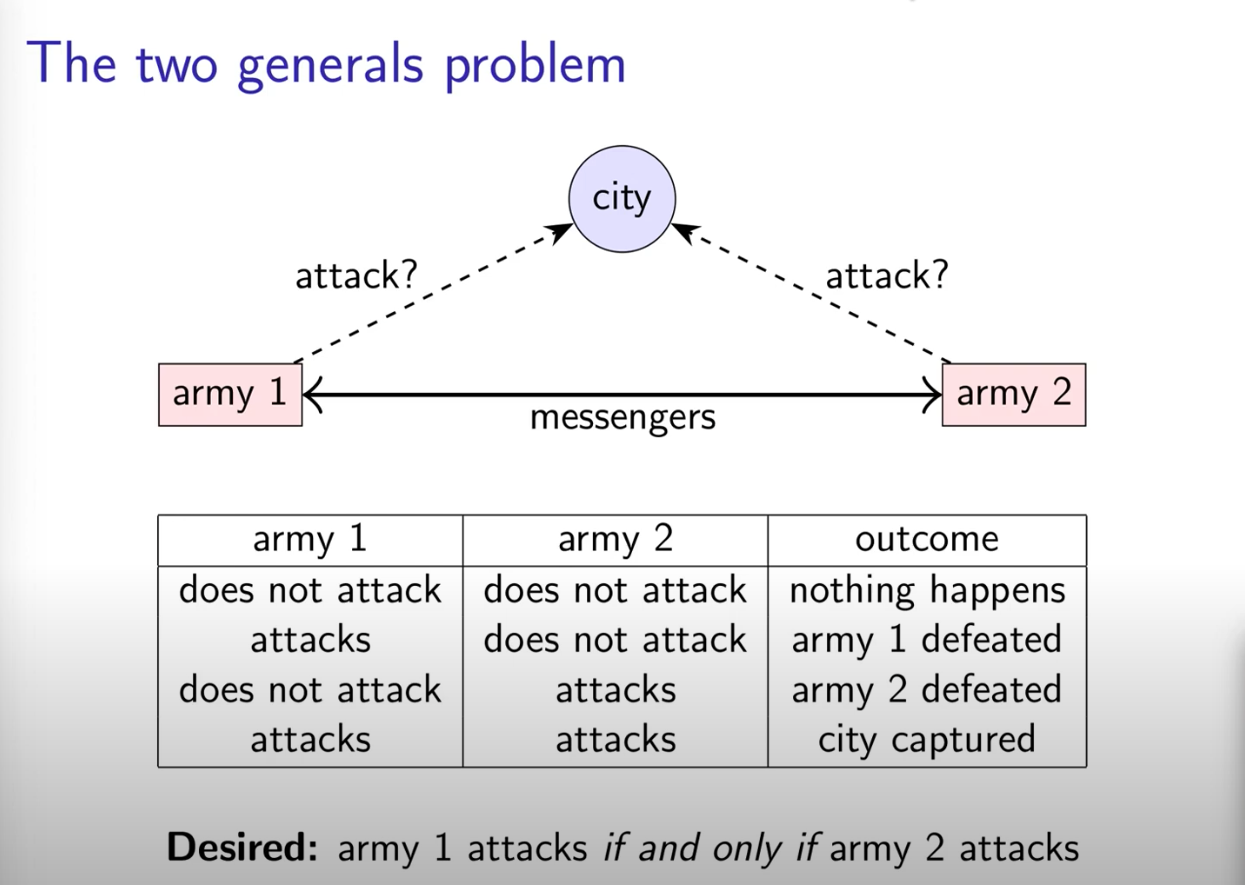 The two generals problem
city
attack? attack?
army 1 army 2
messengers
army 1 army 2 outcome
does not attack does not attack nothing happens
attacks does not attack army 1 defeated
does not attack attacks army 2 defeated
attacks attacks city captured
Desired: army 1 attacks if and only if army 2 attacks